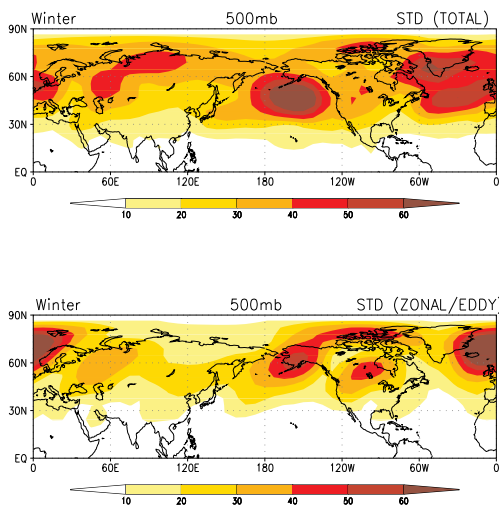 Winter 500mb STD (TOTAL)
90N
60N
30N
EQ
0 60E 120E 180 120W 60W 0
10 20 30 40 50 60
Winter 500mb STD (ZONAL/EDDY)
90N
60N
30N
EQ
0 60E 120E 180 120W 60W 0
10 20 30 40 50 60